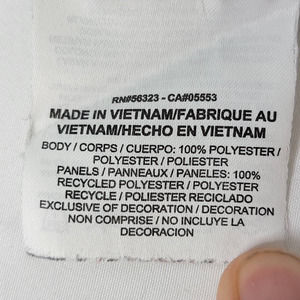 RN#56323 - CA#05553
MADE IN VIETNAM/FABRIQUE AU
VIETNAM/HECHO EN VIETNAM
BODY / CORPS / CUERPO: 100% POLYESTER /
POLYESTER / POLIESTER
PANELS / PANNEAUX / PANELES: 100%
RECYCLED POLYESTER / POLYESTER
RECYCLE / POLIESTER RECICLADO
EXCLUSIVE OF DECORATION / DECORATION
NON COMPRISE / NO INCLUYE LA
DECORACION